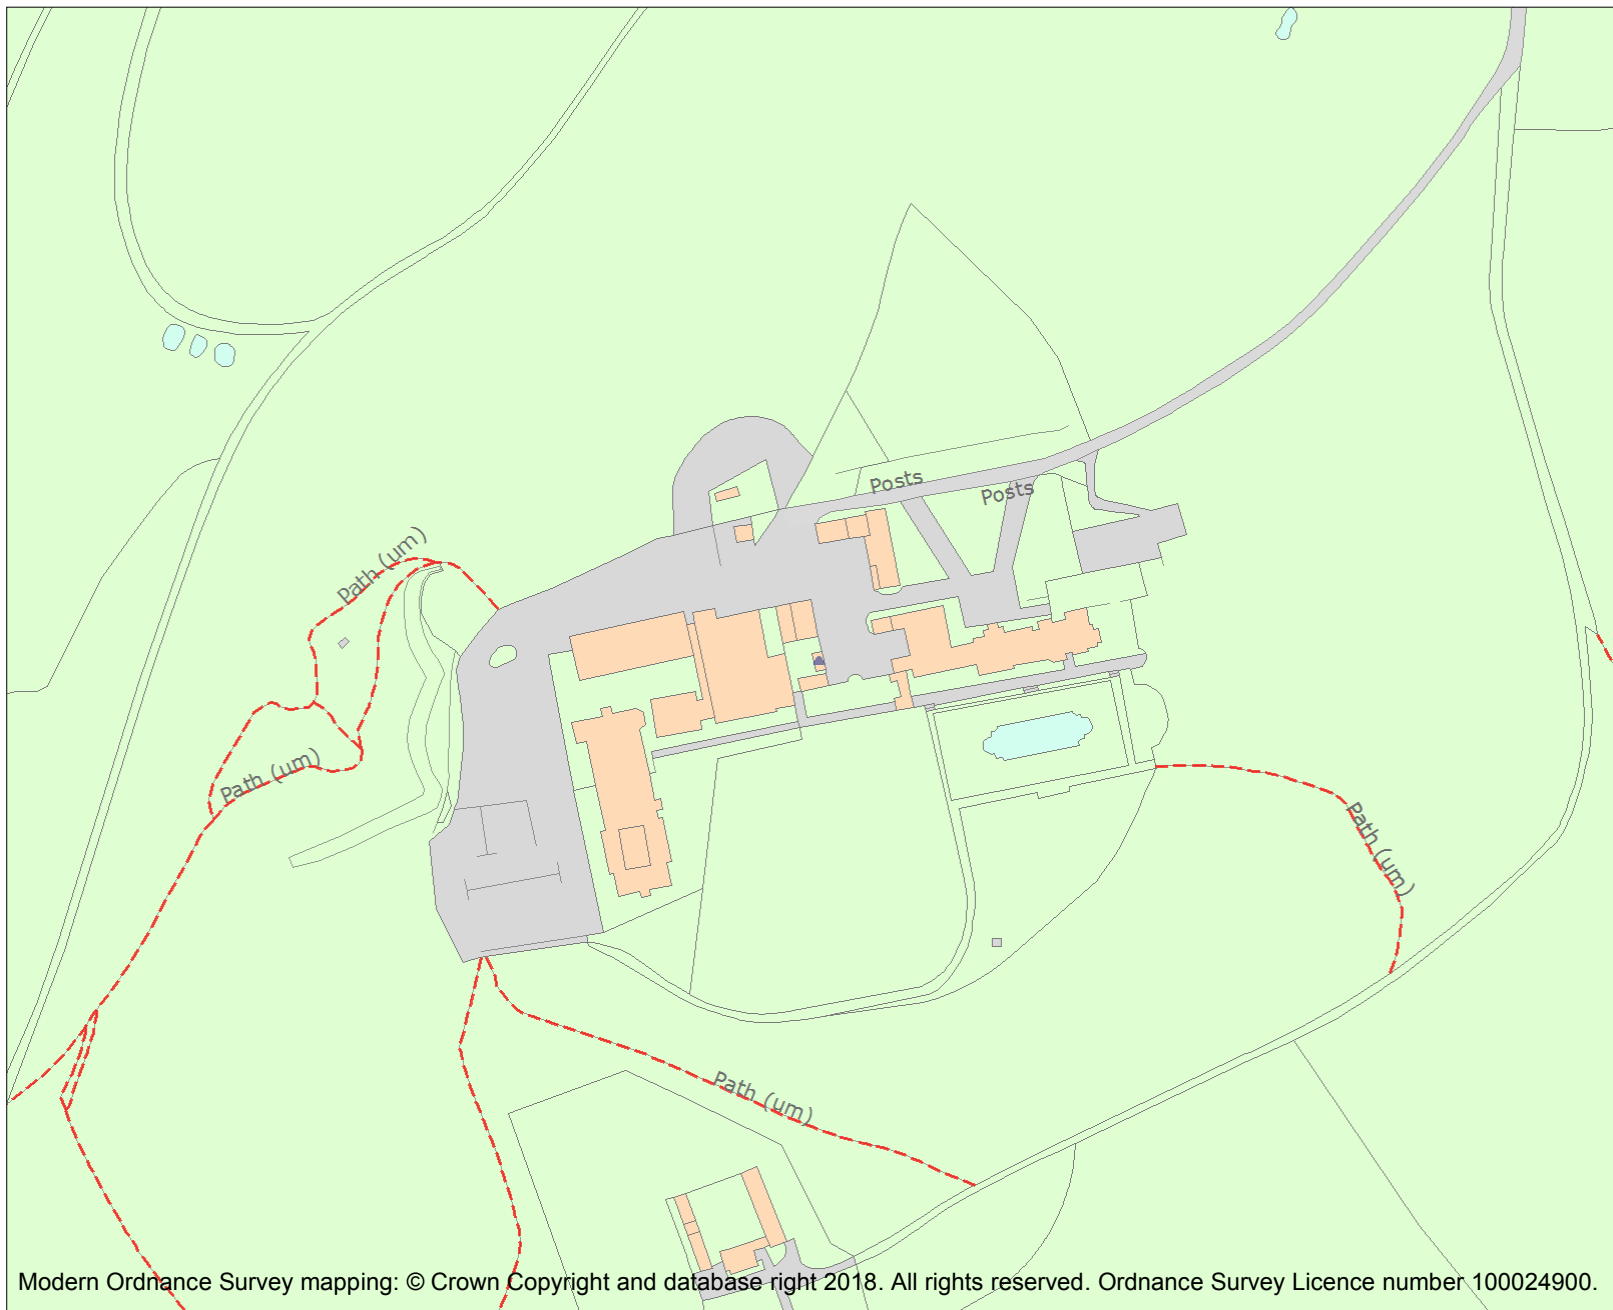 Posts
Posts
Path (um)
Path (um)
Path (um)
Path (um)
Modern Ordnance Survey mapping: © Crown Copyright and database right 2018. All rights reserved. Ordnance Survey Licence number 100024900.